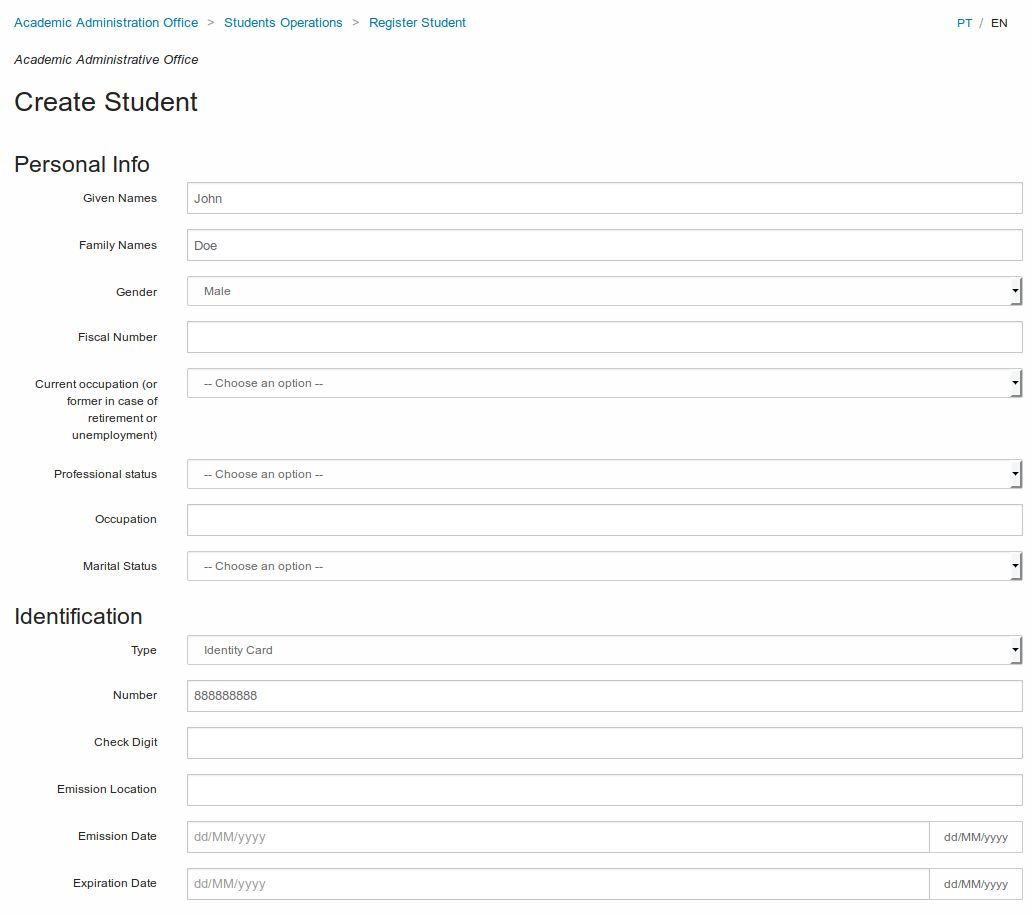 Academic Administration Office > Students Operations > Register Student PT / EN
Academic Administrative Office
Create Student
Personal Info
Given Names John
Family Names Doe
Gender Male
Fiscal Number
Current occupation (or -- Choose an option --
former in case of
retirement or
unemployment)
Professional status -- Choose an option --
Occupation
Marital Status -- Choose an option --
Identification
Type Identity Card
Number 888888888
Check Digit
Emission Location
Emission Date dd/MM/yyyy dd/MM/yyyy
Expiration Date dd/MM/yyyy dd/MM/yyyy